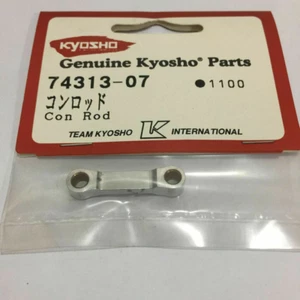 KYOSHO
Genuine Kyosho® Parts
74313-07 ●1100
コンロッド
Con Rod
TEAM KYOSHO K INTERNATIONAL